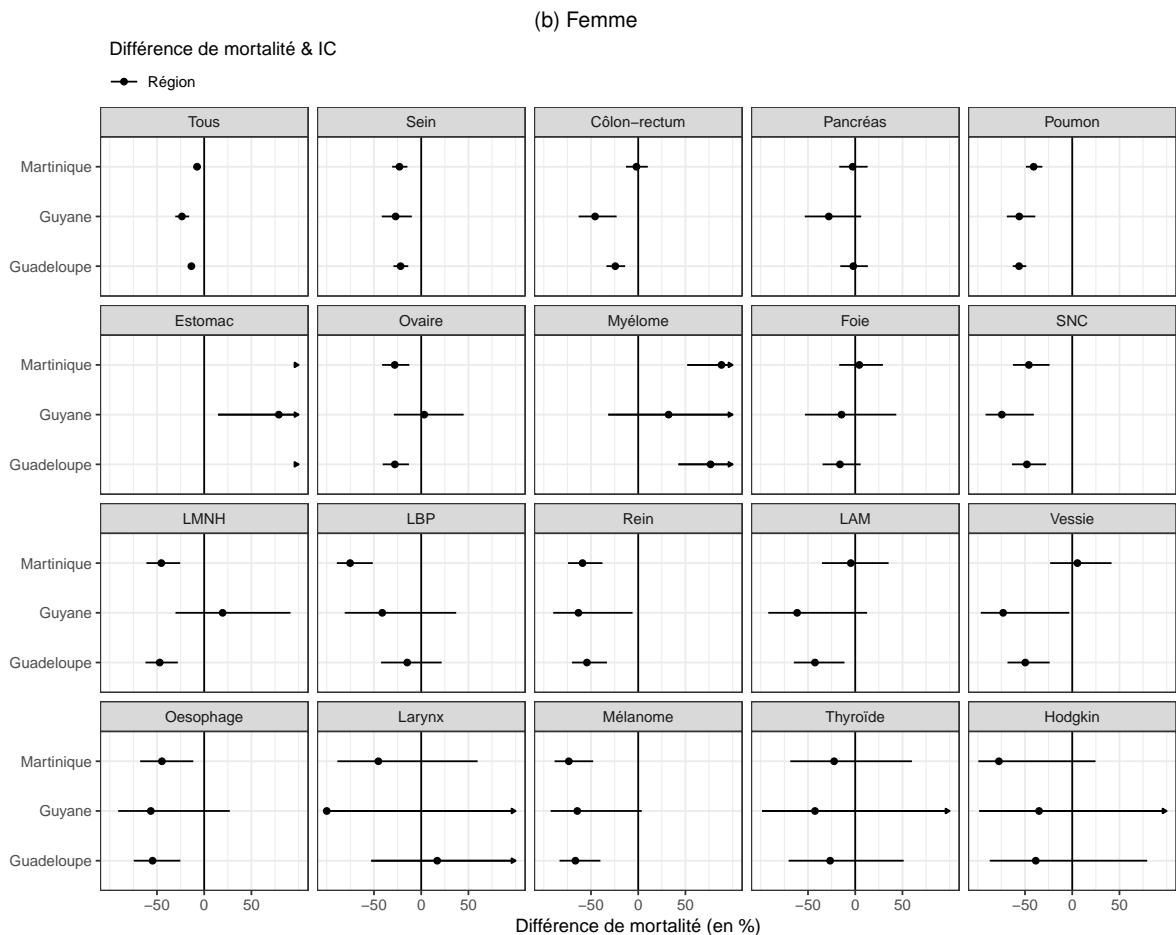 (b) Femme
Différence de mortalité & IC
Région
Tous Sein Côlon−rectum Pancréas Poumon
Martinique
Guyane
Guadeloupe
Estomac Ovaire Myélome Foie SNC
Martinique
Guyane
Guadeloupe
LMNH LBP Rein LAM Vessie
Martinique
Guyane
Guadeloupe
Oesophage Larynx Mélanome Thyroïde Hodgkin
Martinique
Guyane
Guadeloupe
−50 0 50 −50 0 50 −50 0 50 −50 0 50 −50 0 50
Différence de mortalité (en %)